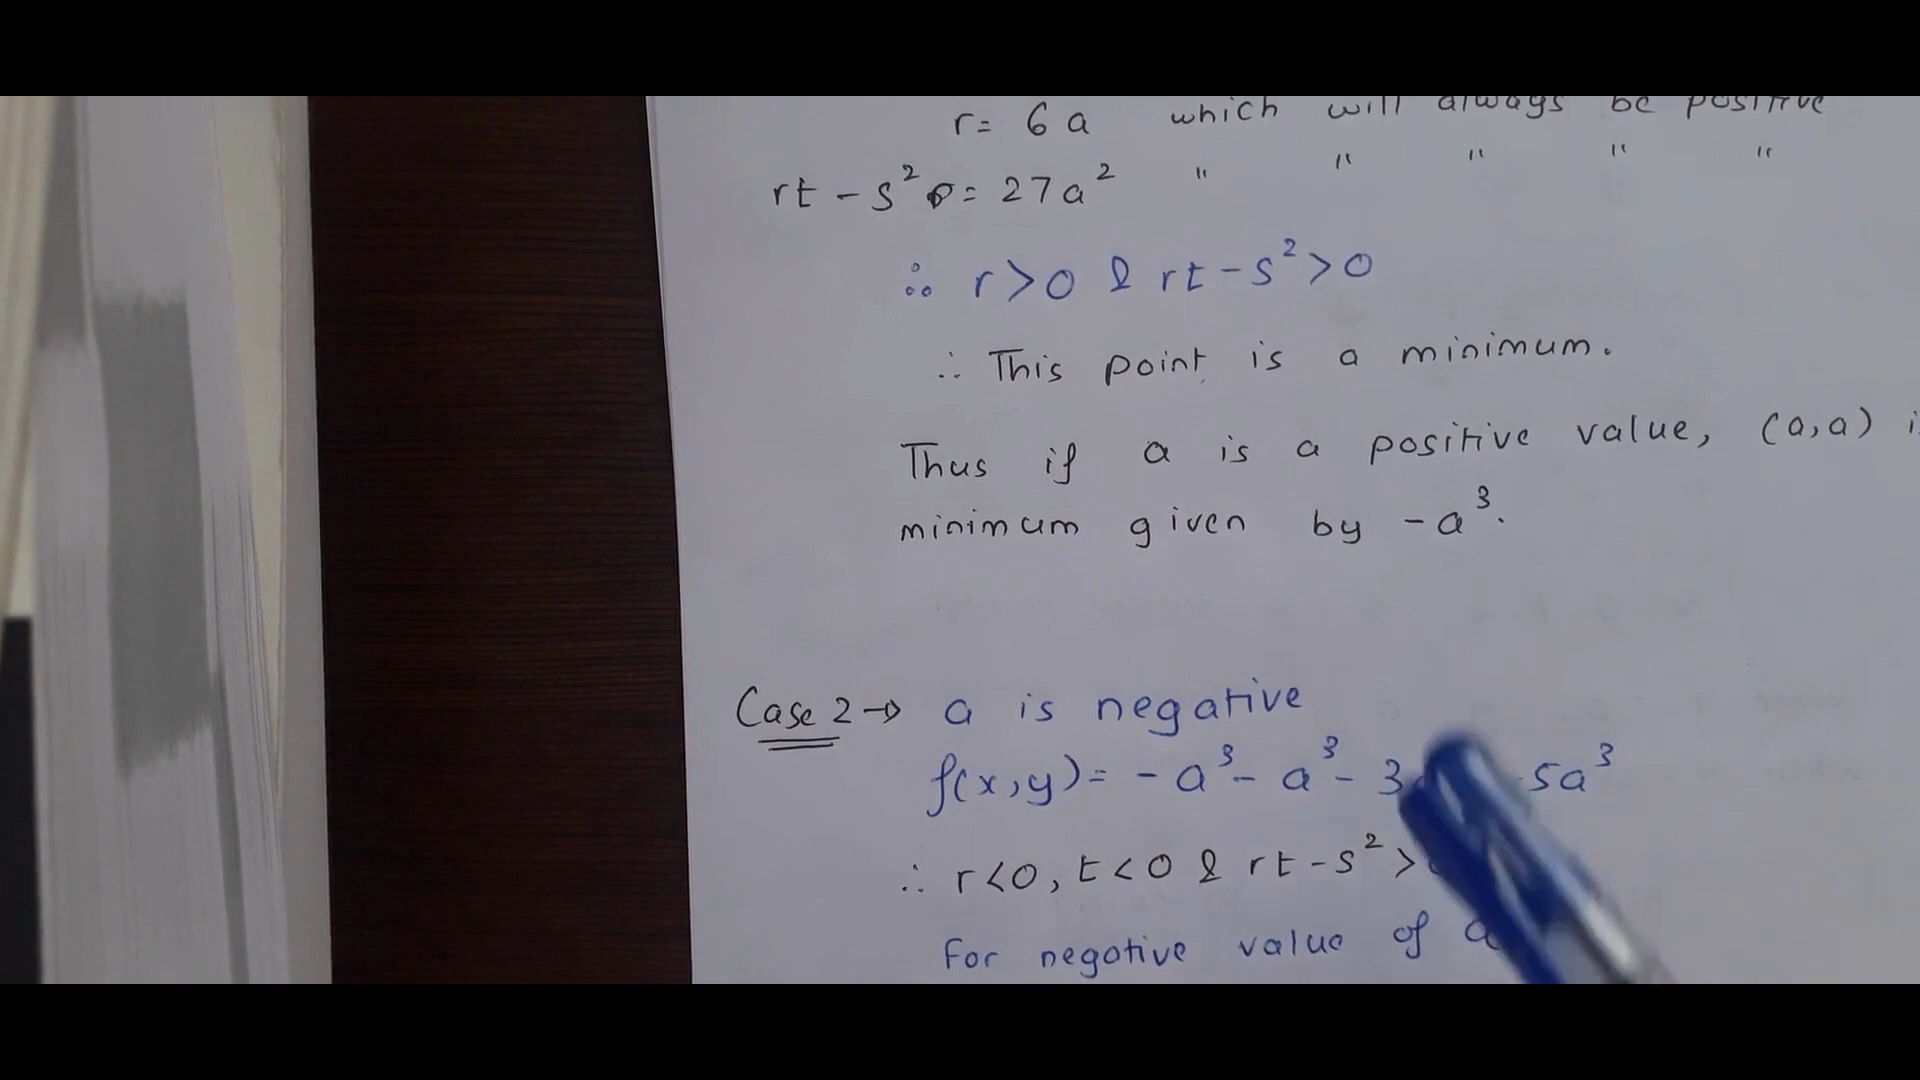 r = 6a which will always be positive
rt - s² = 27a² " " " " "
∴ r>0 & rt-s²>0
∴ This point is a minimum.
Thus if a is a positive value, (a,a) i
minimum given by -a³.
Case 2 → a is negative
f(x,y) = -a³- a³- 3 5a³
∴ r<0, t<0 & rt-s²>
For negative value of a